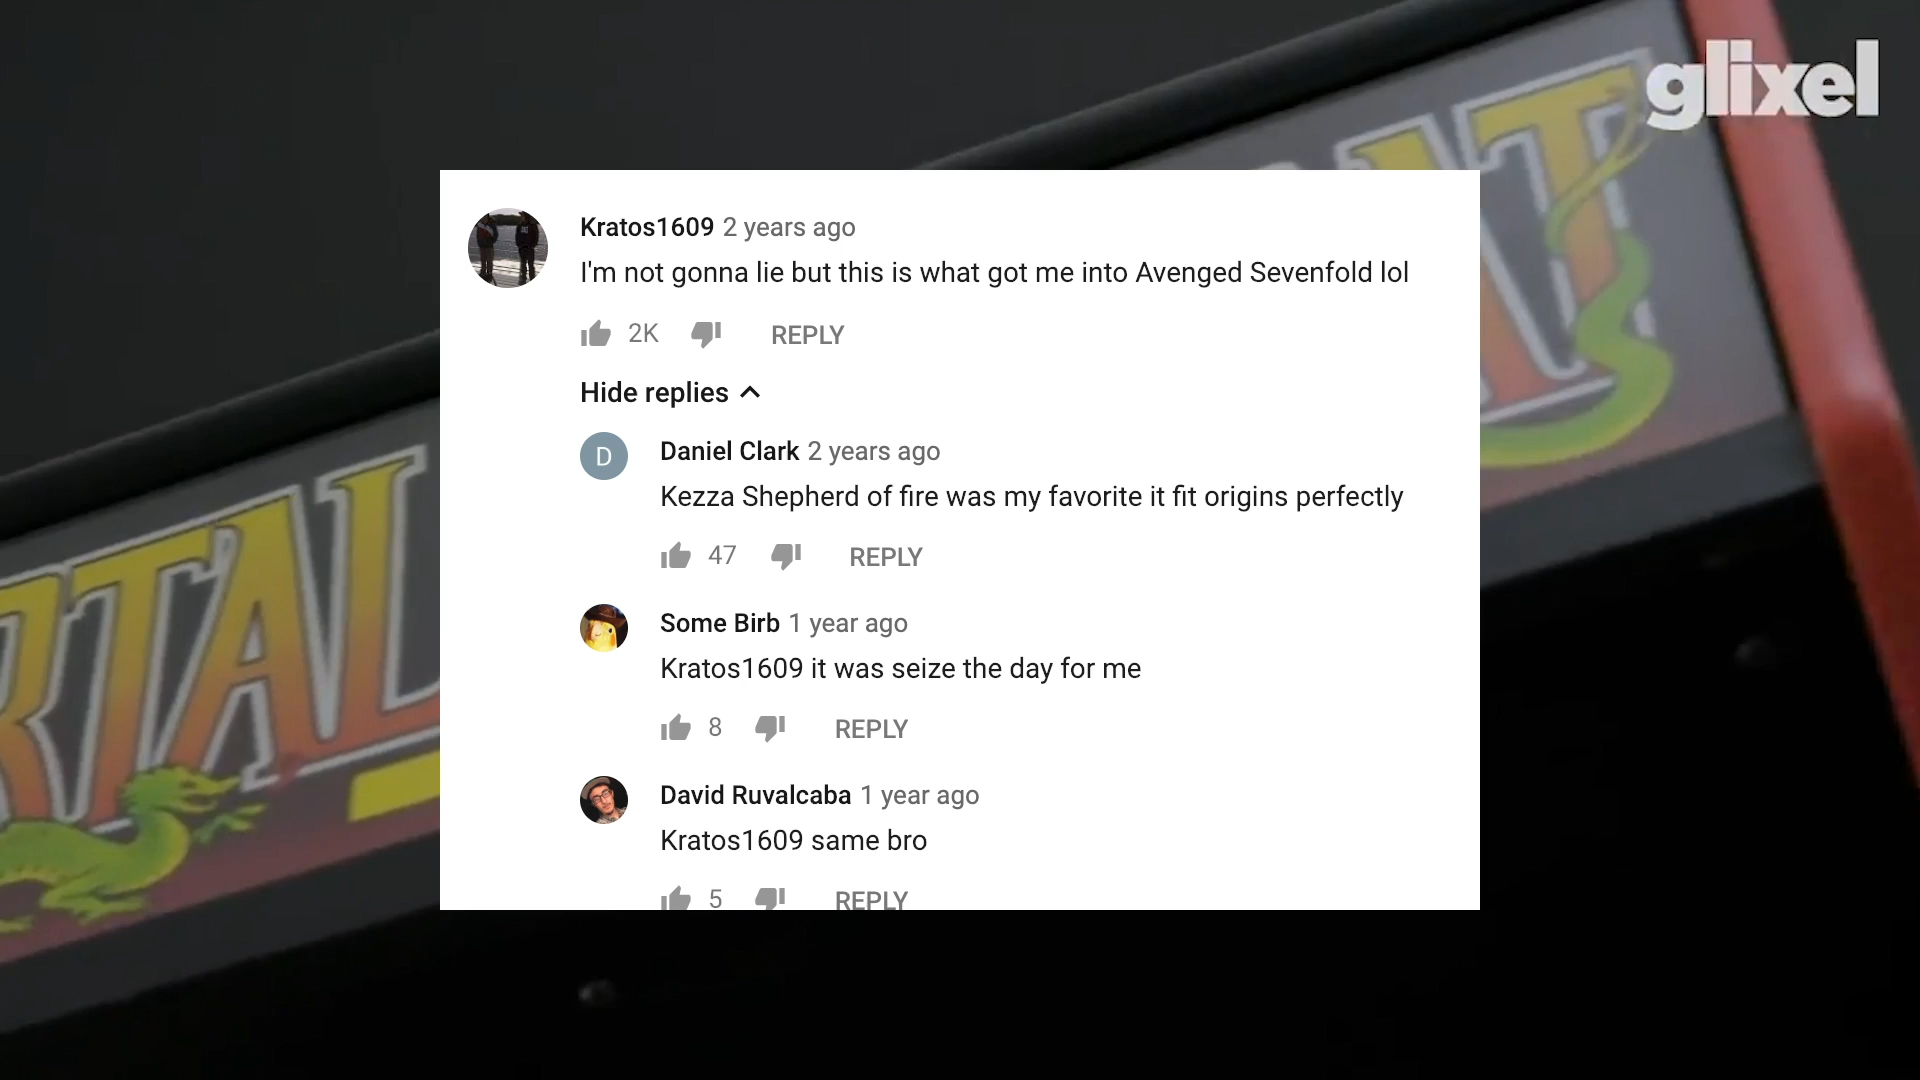 glixel
Kratos1609 2 years ago
I'm not gonna lie but this is what got me into Avenged Sevenfold lol
2K REPLY
Hide replies
D
Daniel Clark 2 years ago
Kezza Shepherd of fire was my favorite it fit origins perfectly
47 REPLY
Some Birb 1 year ago
Kratos1609 it was seize the day for me
8 REPLY
David Ruvalcaba 1 year ago
Kratos1609 same bro
5 REPLY
RTAL
AT